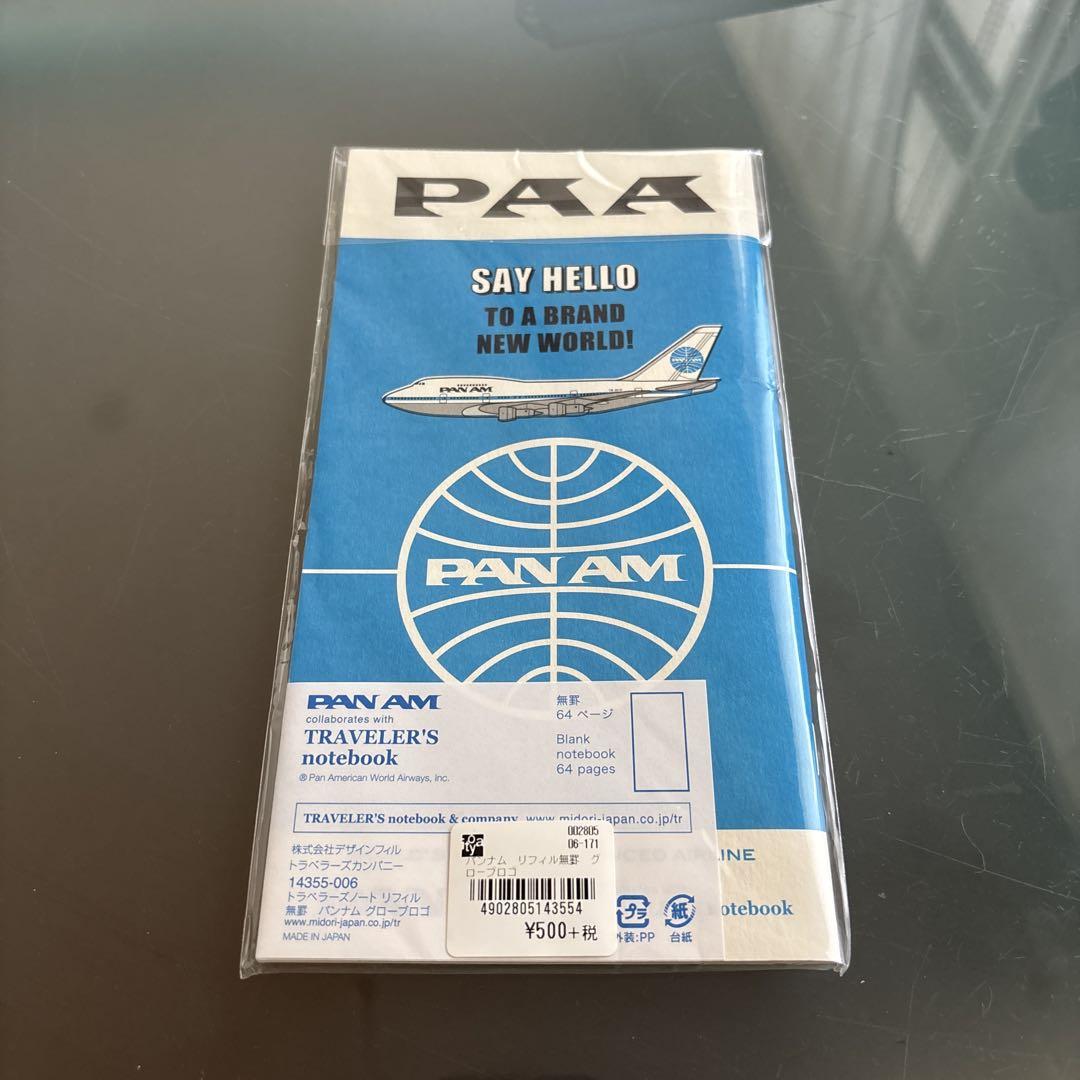 PAA
SAY HELLO
TO A BRAND
NEW WORLD!
PAN AM
PAN AM
PAN AM
collaborates with
TRAVELER'S
notebook
® Pan American World Airways, Inc.
無罫
64 ページ
Blank
notebook
64 pages
TRAVELER'S notebook & company www.midori-japan.co.jp/tr
株式会社デザインフィル
トラベラーズカンパニー
14355-006
トラベラーズノート リフィル
無罫 パンナム グローブロゴ
www.midori-japan.co.jp/tr
MADE IN JAPAN
002805
06-171
パンナム リフィル無罫 グ
ローブロゴ
4902805143554
¥500+税
プラ
外装:PP
紙
台紙
AIRLINE
notebook